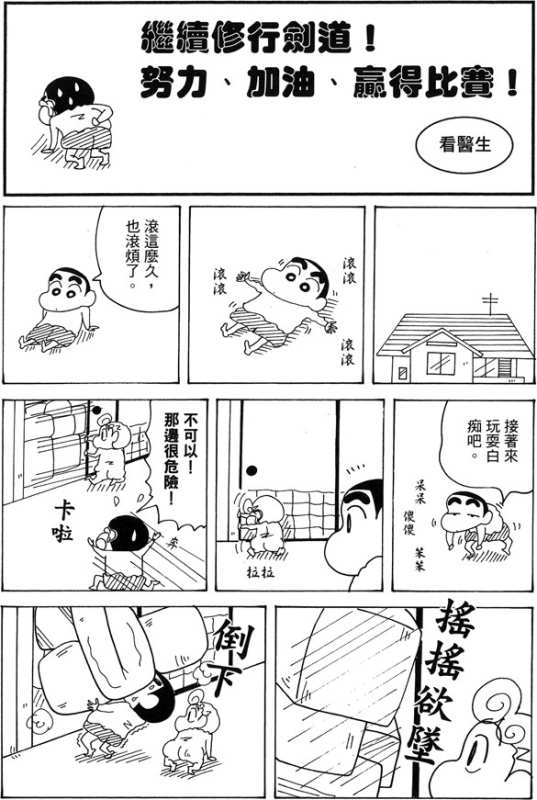 繼續修行劍道！
努力、加油、贏得比賽！
看醫生
滾滾
滾滾
滾滾
滾這麼久，
也滾煩了。
接著來
玩耍白
痴吧。
呆呆
傻傻
笨笨
拉拉
不可以！
那邊很危險！
奔
卡啦
搖搖欲墜
倒下